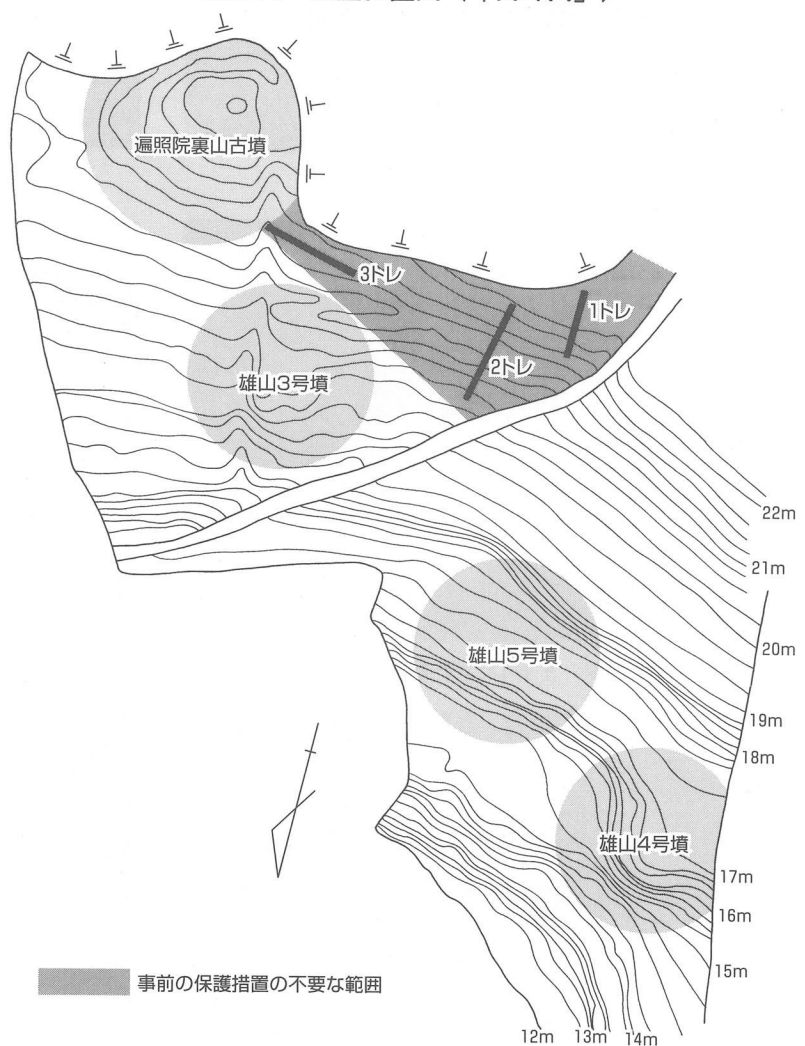 遍照院裏山古墳
3トレ
1トレ
2トレ
雄山3号墳
22m
21m
雄山5号墳
20m
19m
18m
雄山4号墳
17m
16m
15m
事前の保護措置の不要な範囲
12m
13m
14m